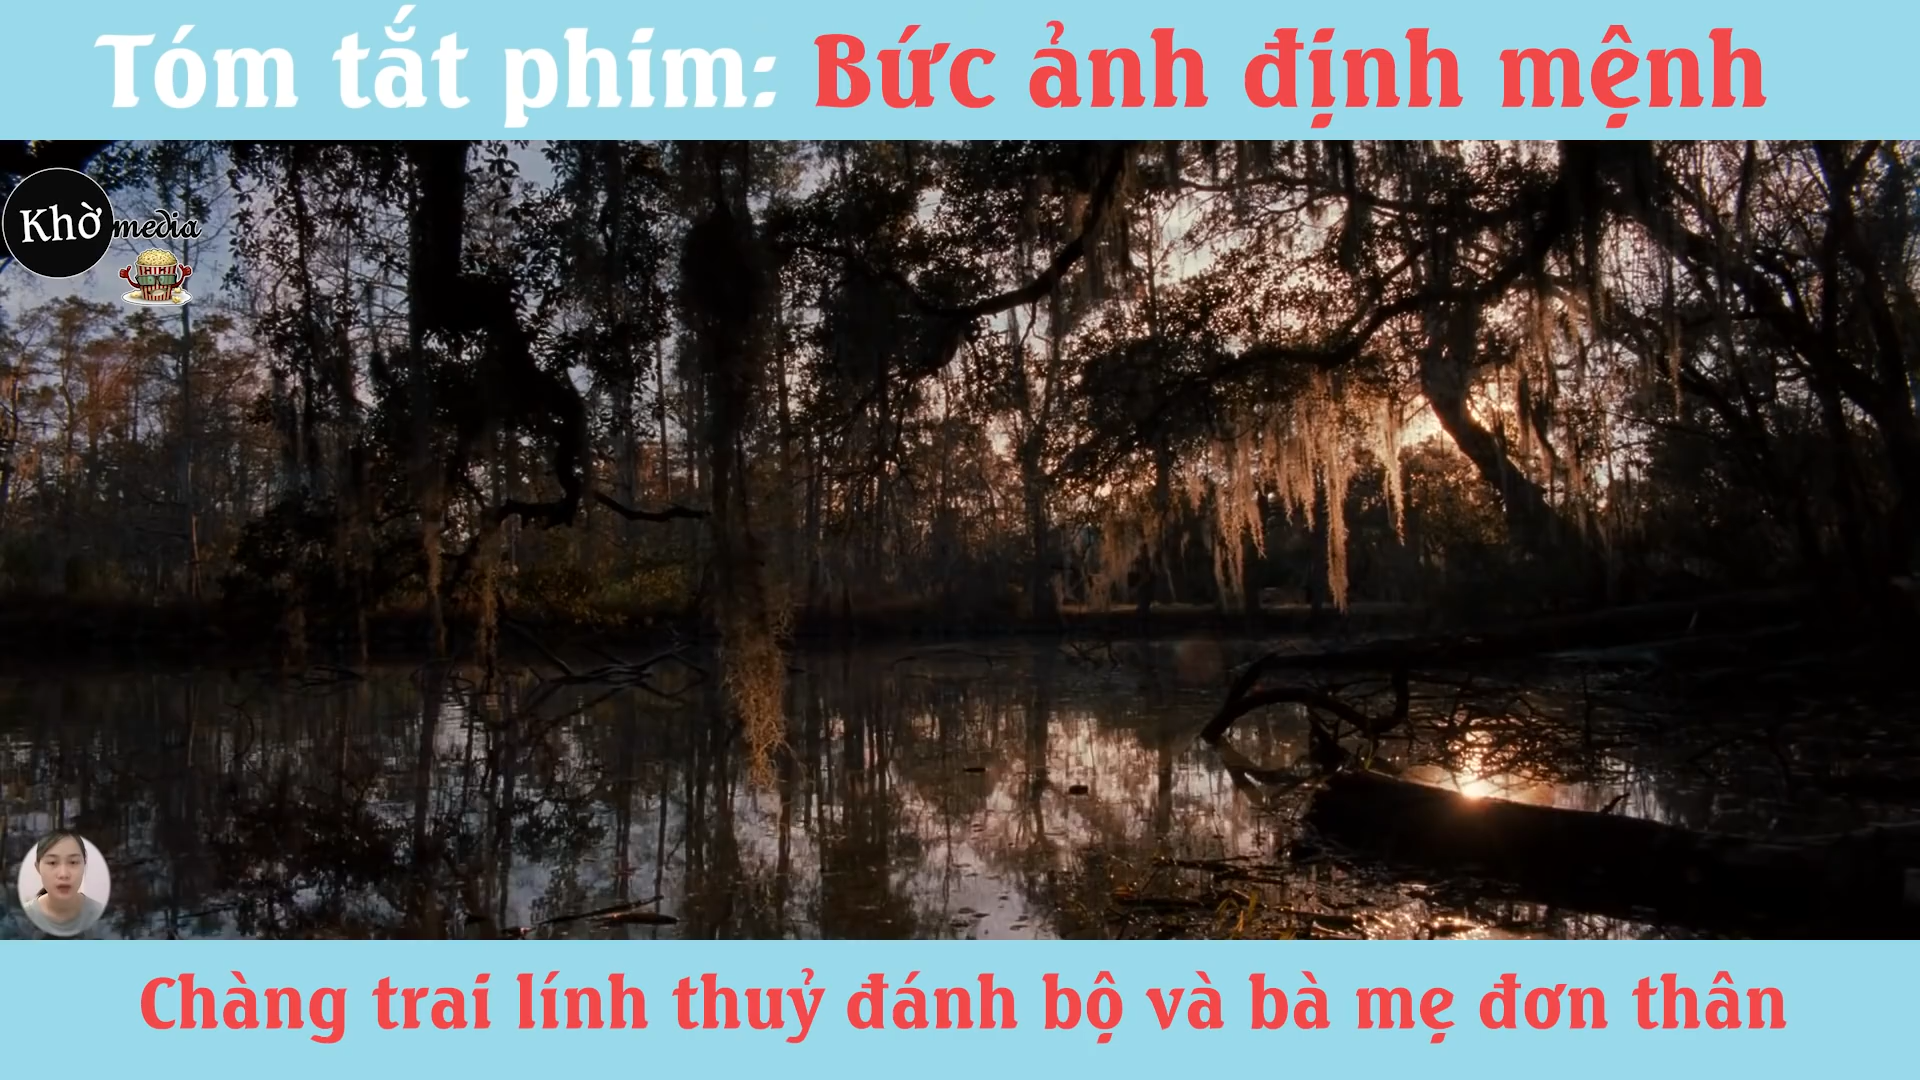 Tóm tắt phim: Bức ảnh định mệnh
Khờ media
Chàng trai lính thuỷ đánh bộ và bà mẹ đơn thân